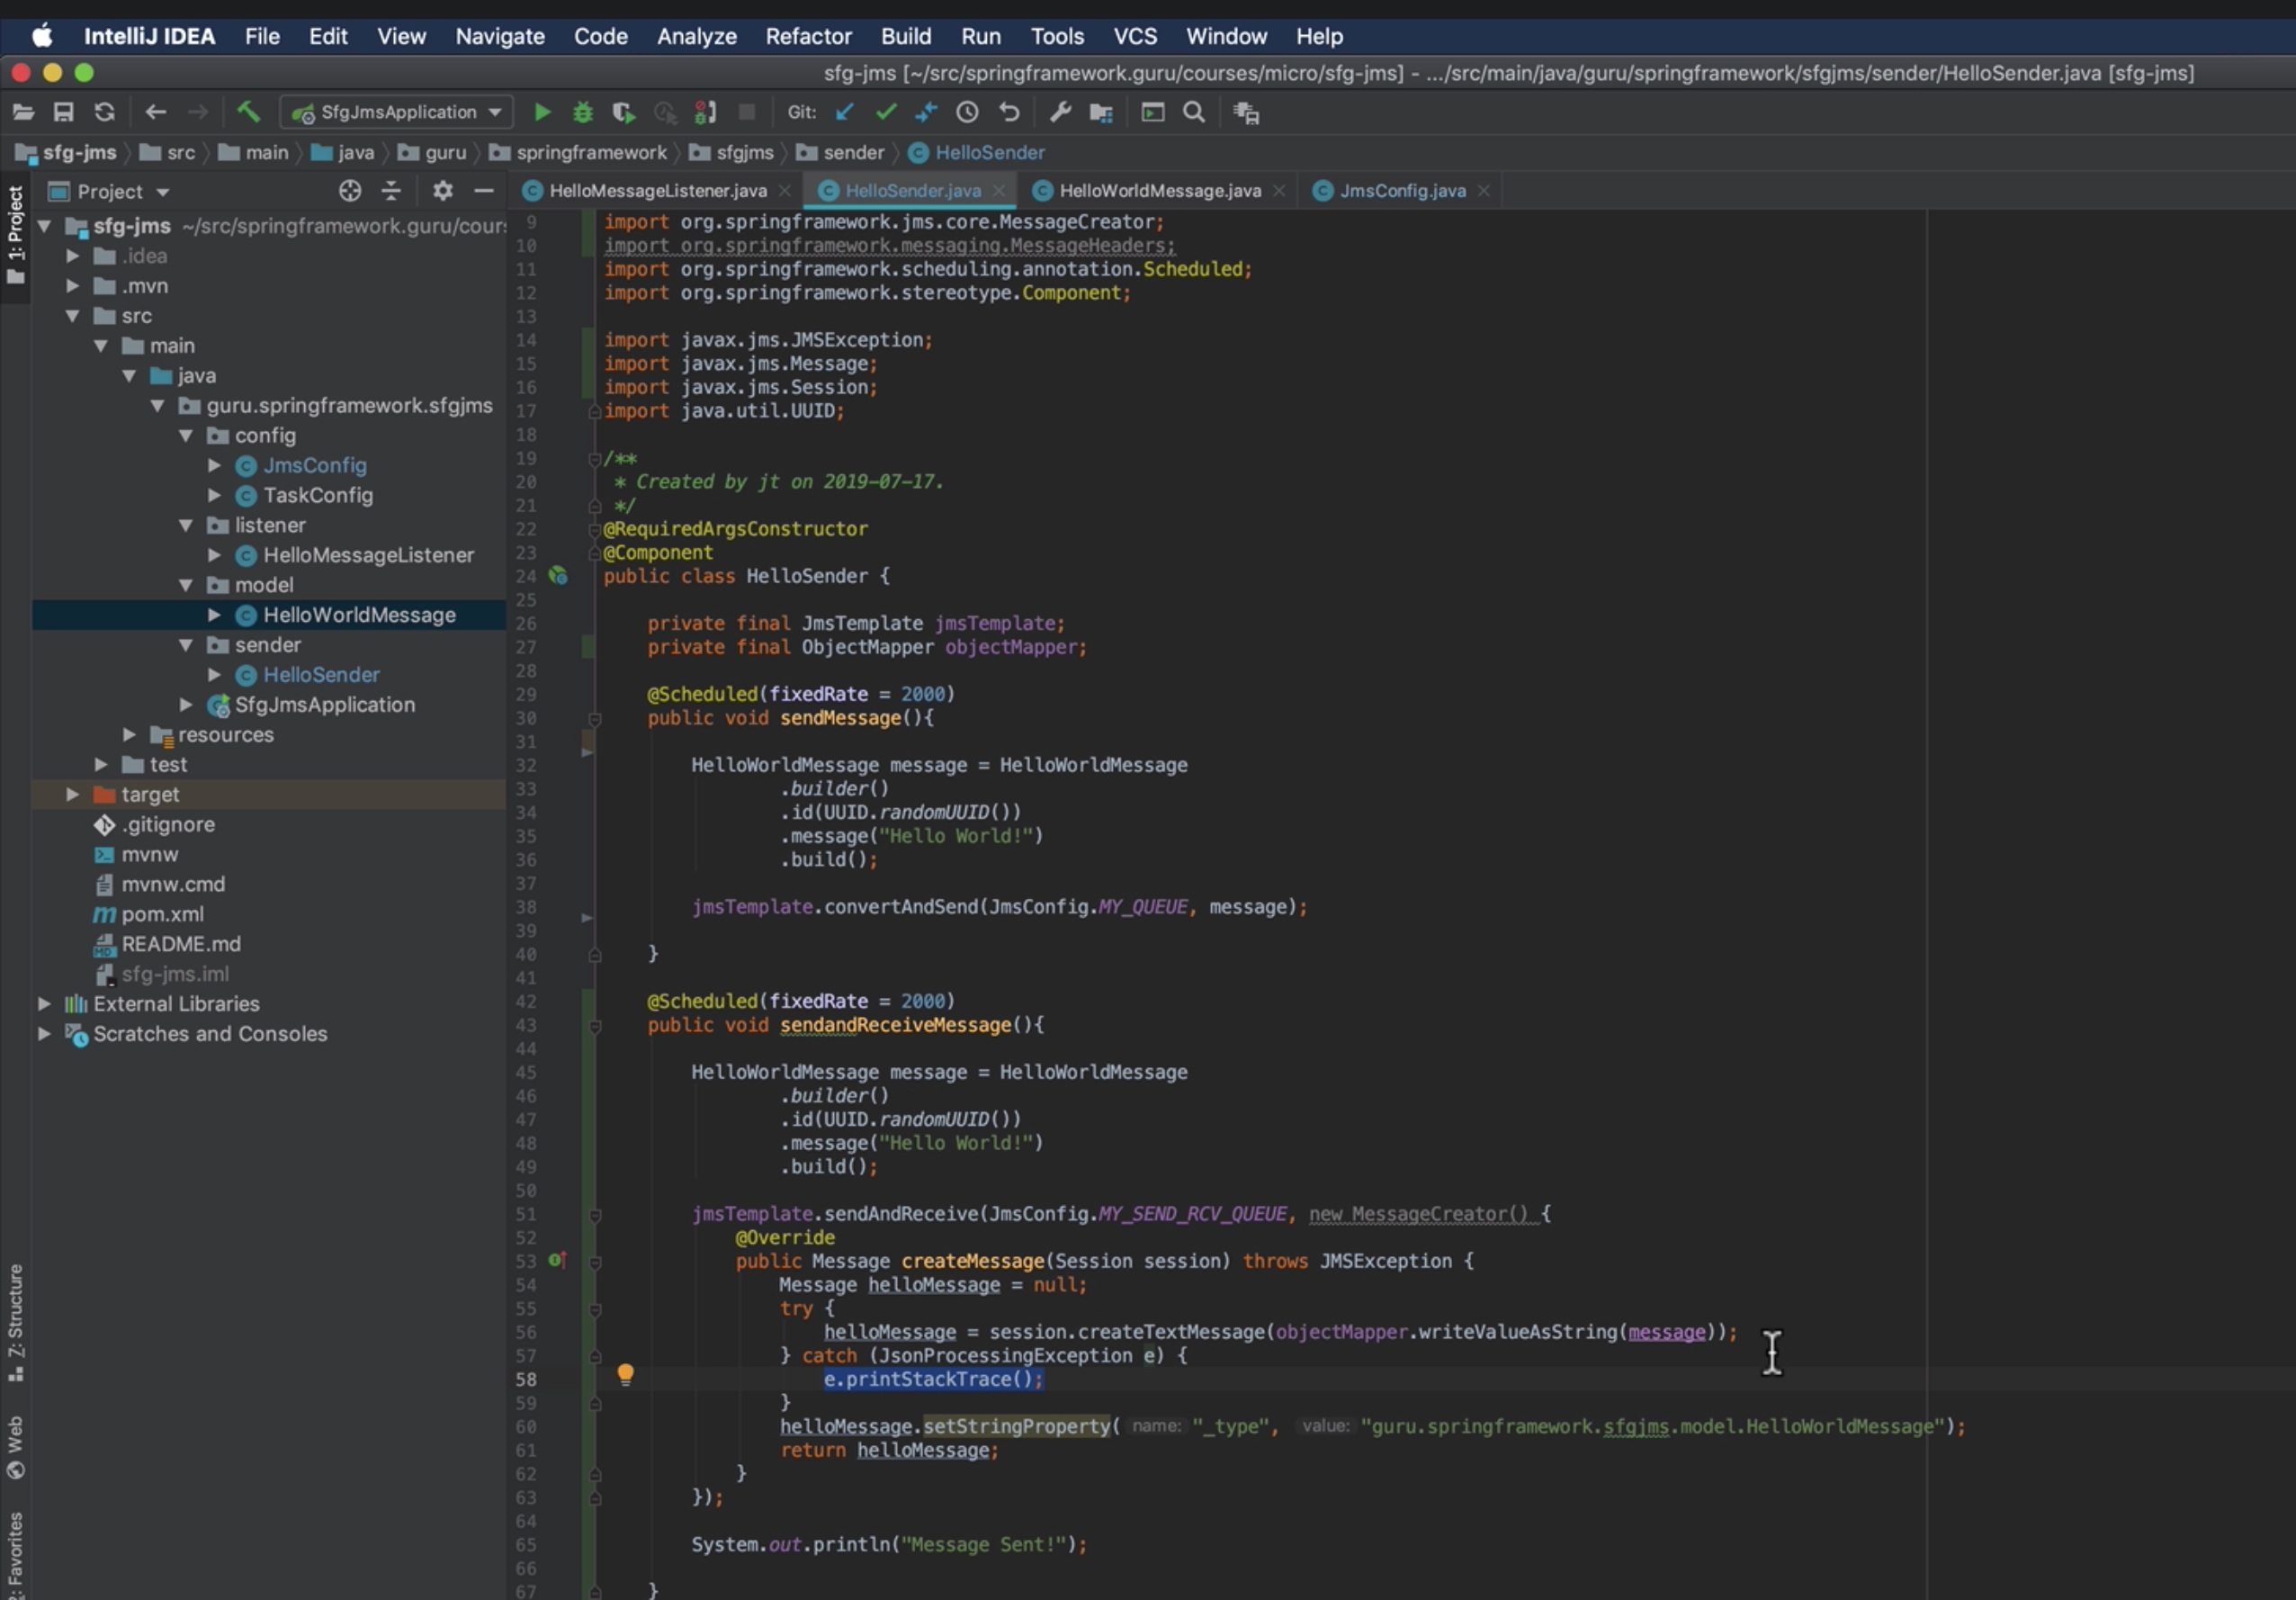 IntelliJ IDEA File Edit View Navigate Code Analyze Refactor Build Run Tools VCS Window Help
sfg-jms [~/src/springframework.guru/courses/micro/sfg-jms] - .../src/main/java/guru/springframework/sfgjms/sender/HelloSender.java [sfg-jms]
SfgJmsApplication Git:
sfg-jms src main java guru springframework sfgjms sender HelloSender
1: Project
Project
sfg-jms ~/src/springframework.guru/cour
.idea
.mvn
src
main
java
guru.springframework.sfgjms
config
JmsConfig
TaskConfig
listener
HelloMessageListener
model
HelloWorldMessage
sender
HelloSender
SfgJmsApplication
resources
test
target
.gitignore
mvnw
mvnw.cmd
pom.xml
README.md
sfg-jms.iml
External Libraries
Scratches and Consoles
Z: Structure
Web
2: Favorites
HelloMessageListener.java HelloSender.java HelloWorldMessage.java JmsConfig.java
9 import org.springframework.jms.core.MessageCreator;
10 import org.springframework.messaging.MessageHeaders;
11 import org.springframework.scheduling.annotation.Scheduled;
12 import org.springframework.stereotype.Component;
13
14 import javax.jms.JMSException;
15 import javax.jms.Message;
16 import javax.jms.Session;
17 import java.util.UUID;
18
19 /**
20 * Created by jt on 2019-07-17.
21 */
22 @RequiredArgsConstructor
23 @Component
24 public class HelloSender {
25
26 private final JmsTemplate jmsTemplate;
27 private final ObjectMapper objectMapper;
28
29 @Scheduled(fixedRate = 2000)
30 public void sendMessage(){
31
32 HelloWorldMessage message = HelloWorldMessage
33 .builder()
34 .id(UUID.randomUUID())
35 .message("Hello World!")
36 .build();
37
38 jmsTemplate.convertAndSend(JmsConfig.MY_QUEUE, message);
39
40 }
41
42 @Scheduled(fixedRate = 2000)
43 public void sendandReceiveMessage(){
44
45 HelloWorldMessage message = HelloWorldMessage
46 .builder()
47 .id(UUID.randomUUID())
48 .message("Hello World!")
49 .build();
50
51 jmsTemplate.sendAndReceive(JmsConfig.MY_SEND_RCV_QUEUE, new MessageCreator() {
52 @Override
53 public Message createMessage(Session session) throws JMSException {
54 Message helloMessage = null;
55 try {
56 helloMessage = session.createTextMessage(objectMapper.writeValueAsString(message));
57 } catch (JsonProcessingException e) {
58 e.printStackTrace();
59 }
60 helloMessage.setStringProperty( name: "_type", value: "guru.springframework.sfgjms.model.HelloWorldMessage");
61 return helloMessage;
62 }
63 });
64
65 System.out.println("Message Sent!");
66
67 }